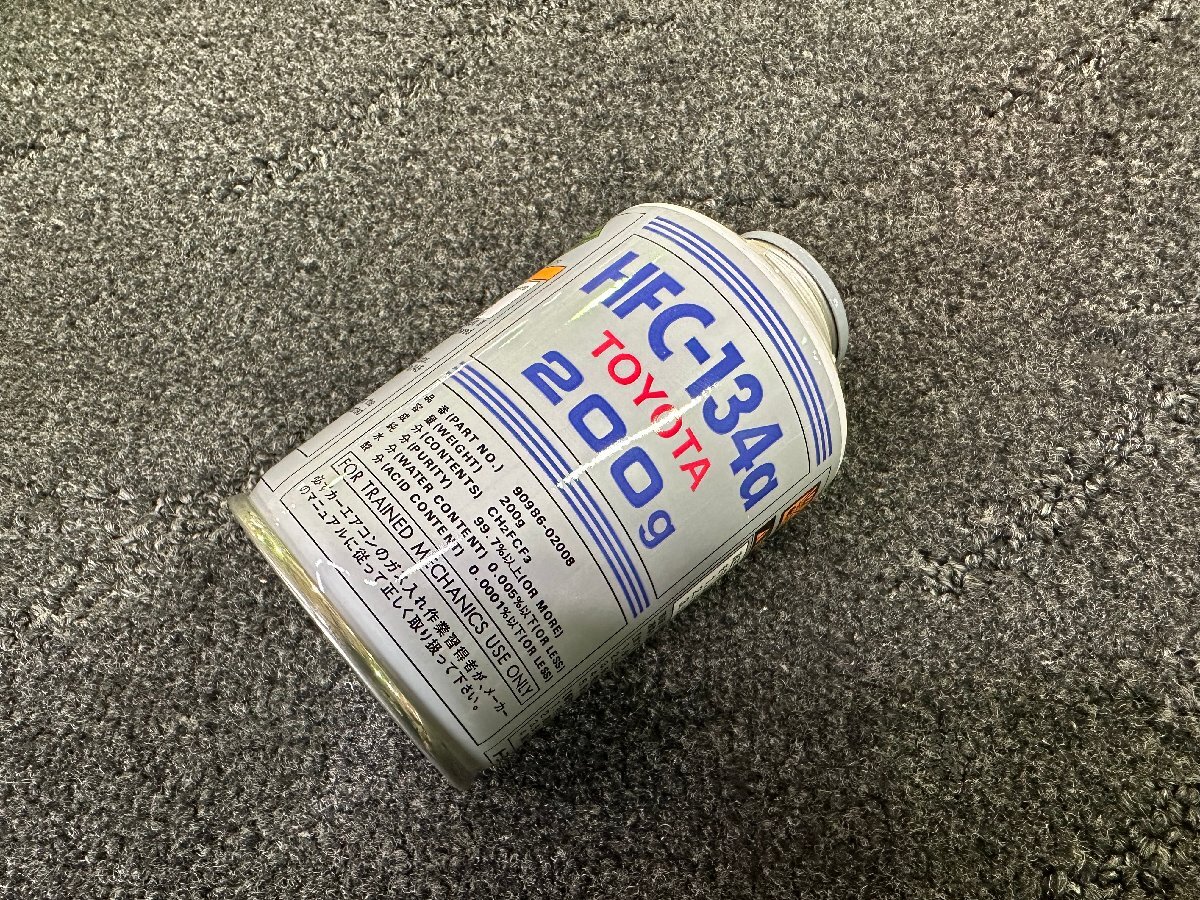 HFC-134a
TOYOTA
200g
品 番(PART NO.) 90986-02008
容 量(WEIGHT) 200g
成 分(CONTENTS) CH2FCF3
純 分(PURITY) 99.7%以上(OR MORE)
水 分(WATER CONTENT) 0.005%以下(OR LESS)
酸 分(ACID CONTENT) 0.0001%以下(OR LESS)
FOR TRAINED MECHANICS USE ONLY
必ずカーエアコンのガス入れ作業習得者が、メーカー
のマニュアルに従って正しく取り扱って下さい。